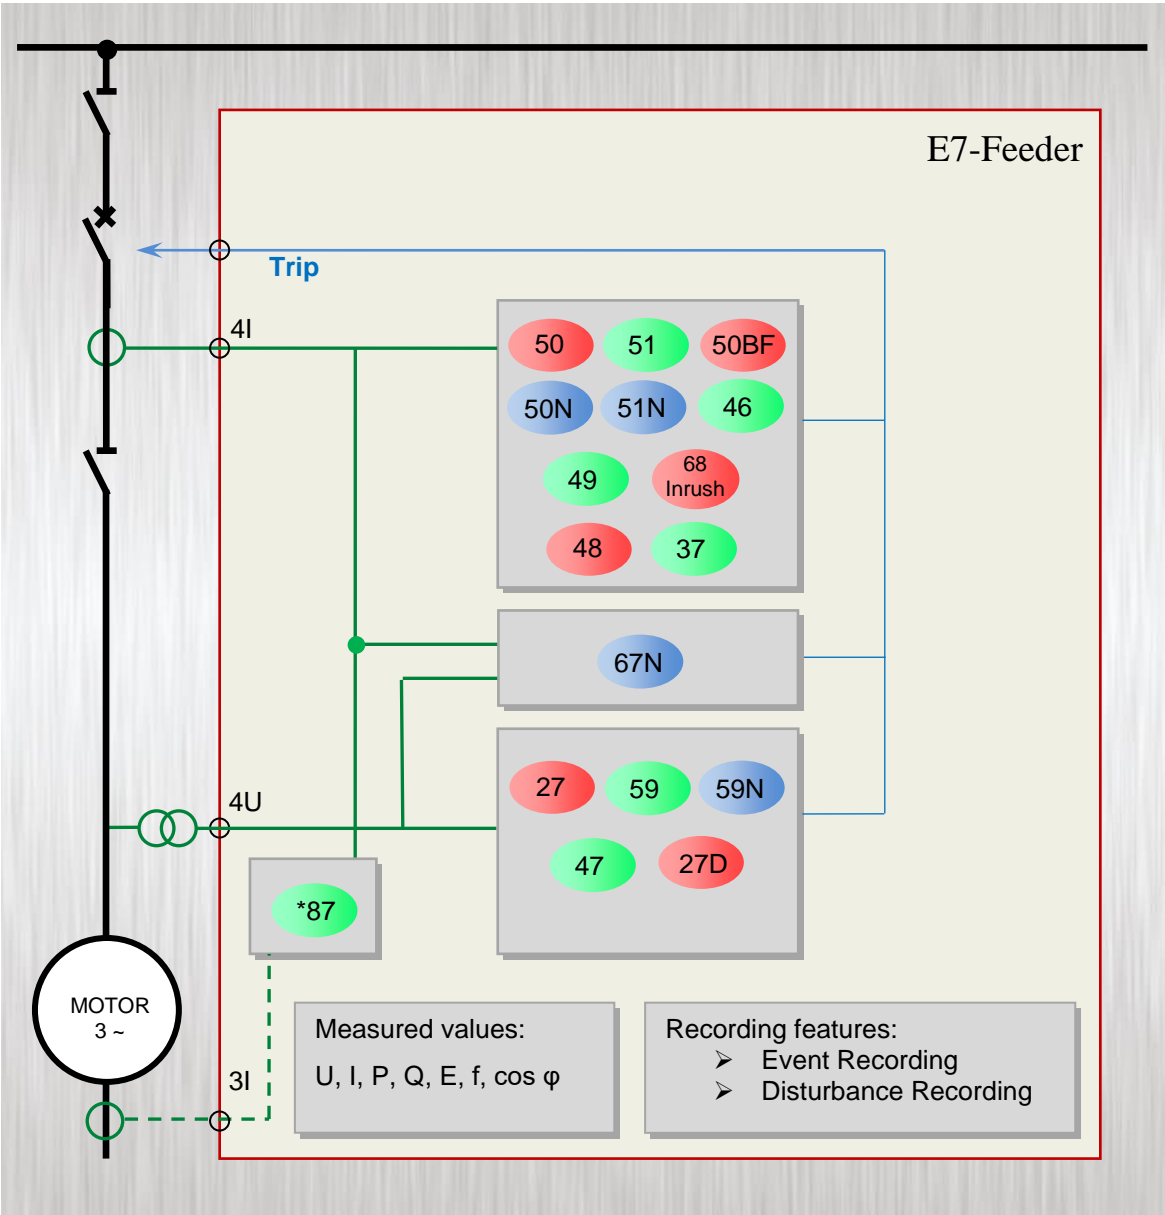 E7-Feeder
Trip
4I
50 51 50BF
50N 51N 46
49 68
Inrush
48 37
67N
4U
27 59 59N
47 27D
*87
MOTOR
3 ~
3I
Measured values:
U, I, P, Q, E, f, cos φ
Recording features:
➢ Event Recording
➢ Disturbance Recording